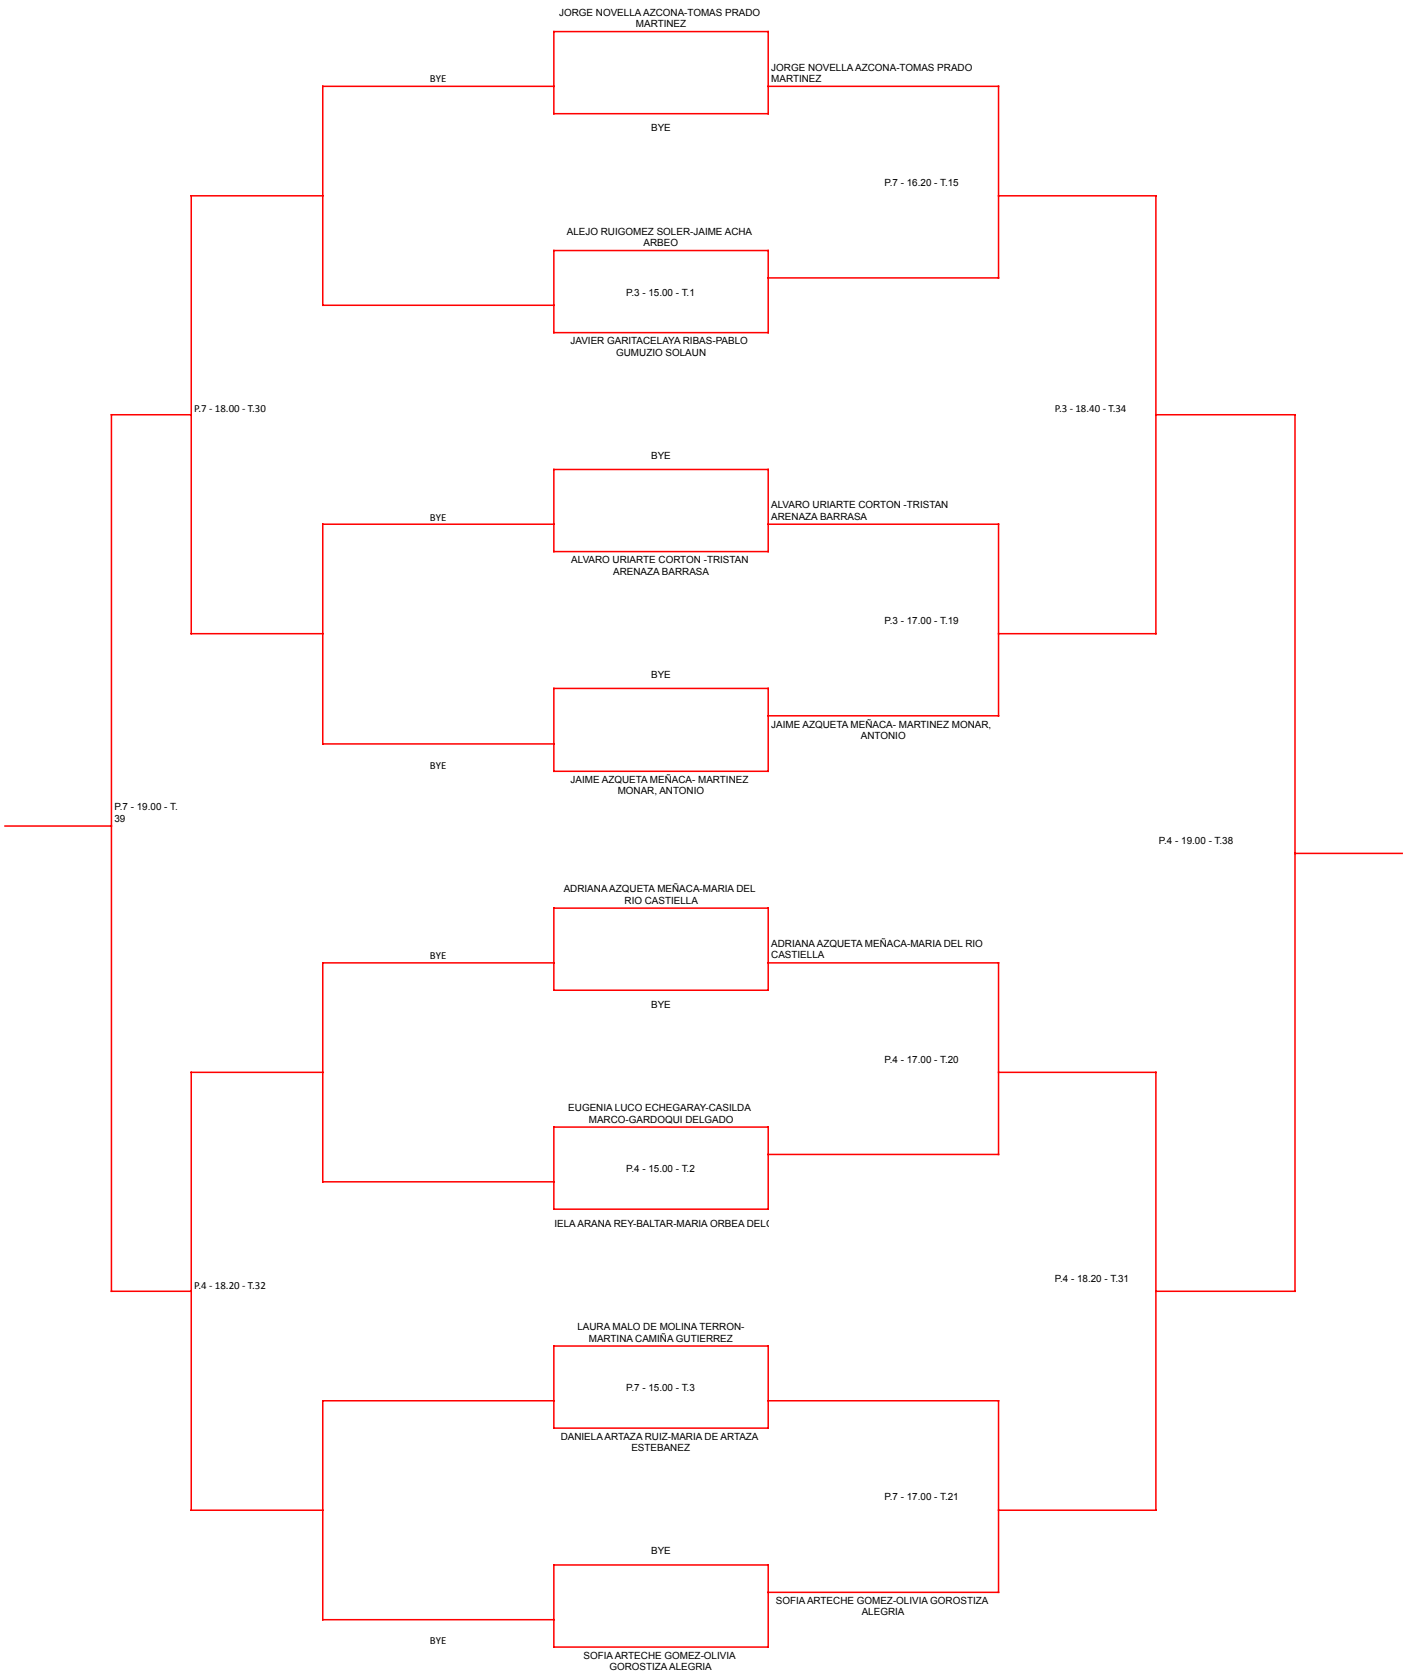 JORGE NOVELLA AZCONA-TOMAS PRADO
MARTINEZ
JORGE NOVELLA AZCONA-TOMAS PRADO
MARTINEZ
BYE
BYE
P.7 - 16.20 - T.15
ALEJO RUIGOMEZ SOLER-JAIME ACHA
ARBEO
P.3 - 15.00 - T.1
JAVIER GARITACELAYA RIBAS-PABLO
GUMUZIO SOLAUN
P.7 - 18.00 - T.30
P.3 - 18.40 - T.34
BYE
ALVARO URIARTE CORTON -TRISTAN
ARENAZA BARRASA
BYE
ALVARO URIARTE CORTON -TRISTAN
ARENAZA BARRASA
P.3 - 17.00 - T.19
BYE
JAIME AZQUETA MEÑACA- MARTINEZ MONAR,
ANTONIO
BYE
JAIME AZQUETA MEÑACA- MARTINEZ
MONAR, ANTONIO
P.7 - 19.00 - T.
39
P.4 - 19.00 - T.38
ADRIANA AZQUETA MEÑACA-MARIA DEL
RIO CASTIELLA
ADRIANA AZQUETA MEÑACA-MARIA DEL RIO
CASTIELLA
BYE
BYE
P.4 - 17.00 - T.20
EUGENIA LUCO ECHEGARAY-CASILDA
MARCO-GARDOQUI DELGADO
P.4 - 15.00 - T.2
IELA ARANA REY-BALTAR-MARIA ORBEA DEL
P.4 - 18.20 - T.32
P.4 - 18.20 - T.31
LAURA MALO DE MOLINA TERRON-
MARTINA CAMIÑA GUTIERREZ
P.7 - 15.00 - T.3
DANIELA ARTAZA RUIZ-MARIA DE ARTAZA
ESTEBANEZ
P.7 - 17.00 - T.21
BYE
SOFIA ARTECHE GOMEZ-OLIVIA GOROSTIZA
ALEGRIA
BYE
SOFIA ARTECHE GOMEZ-OLIVIA
GOROSTIZA ALEGRIA